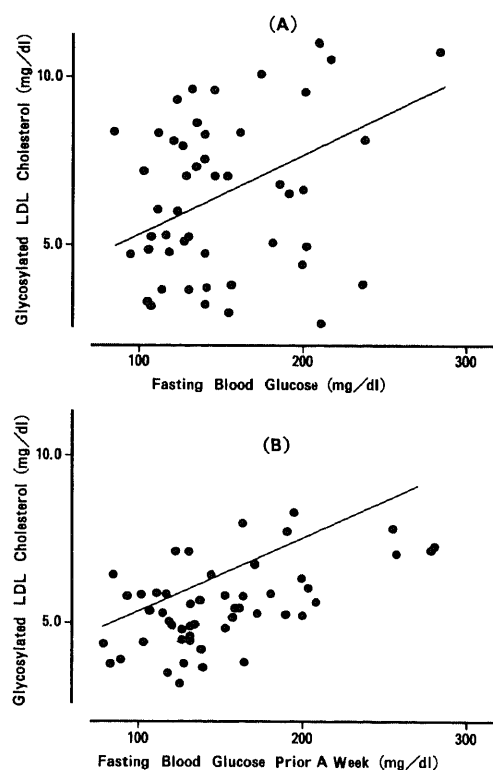 (A)
Glycosylated LDL Cholesterol (mg/dl)
10.0
5.0
100
200
300
Fasting Blood Glucose (mg/dl)
(B)
Glycosylated LDL Cholesterol (mg/dl)
10.0
5.0
100
200
300
Fasting Blood Glucose Prior A Week (mg/dl)